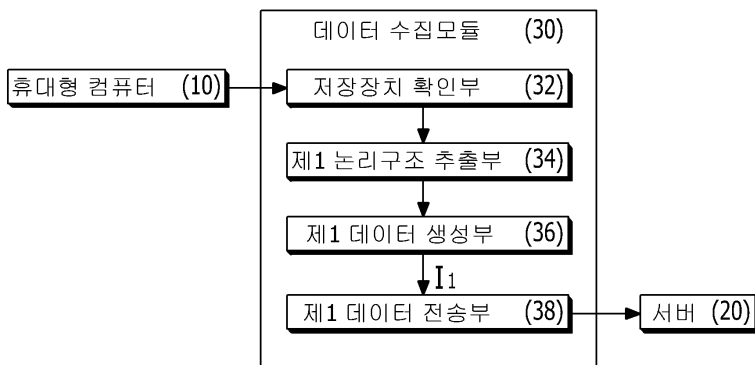 데이터 수집모듈 (30)
휴대형 컴퓨터 (10)
저장장치 확인부 (32)
제1 논리구조 추출부 (34)
제1 데이터 생성부 (36)
I1
제1 데이터 전송부 (38)
서버 (20)